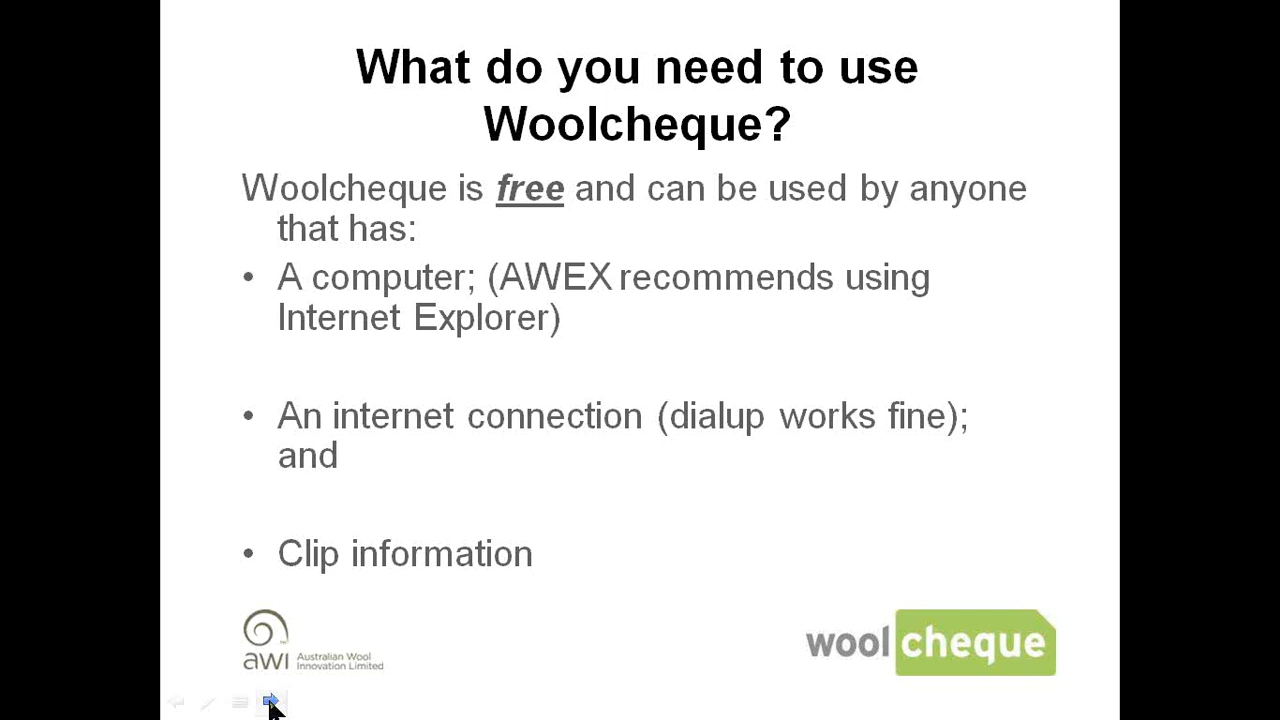 What do you need to use
Woolcheque?
Woolcheque is free and can be used by anyone
that has:
• A computer; (AWEX recommends using
Internet Explorer)
• An internet connection (dialup works fine);
and
• Clip information
AWI Australian Wool
Innovation Limited
wool cheque